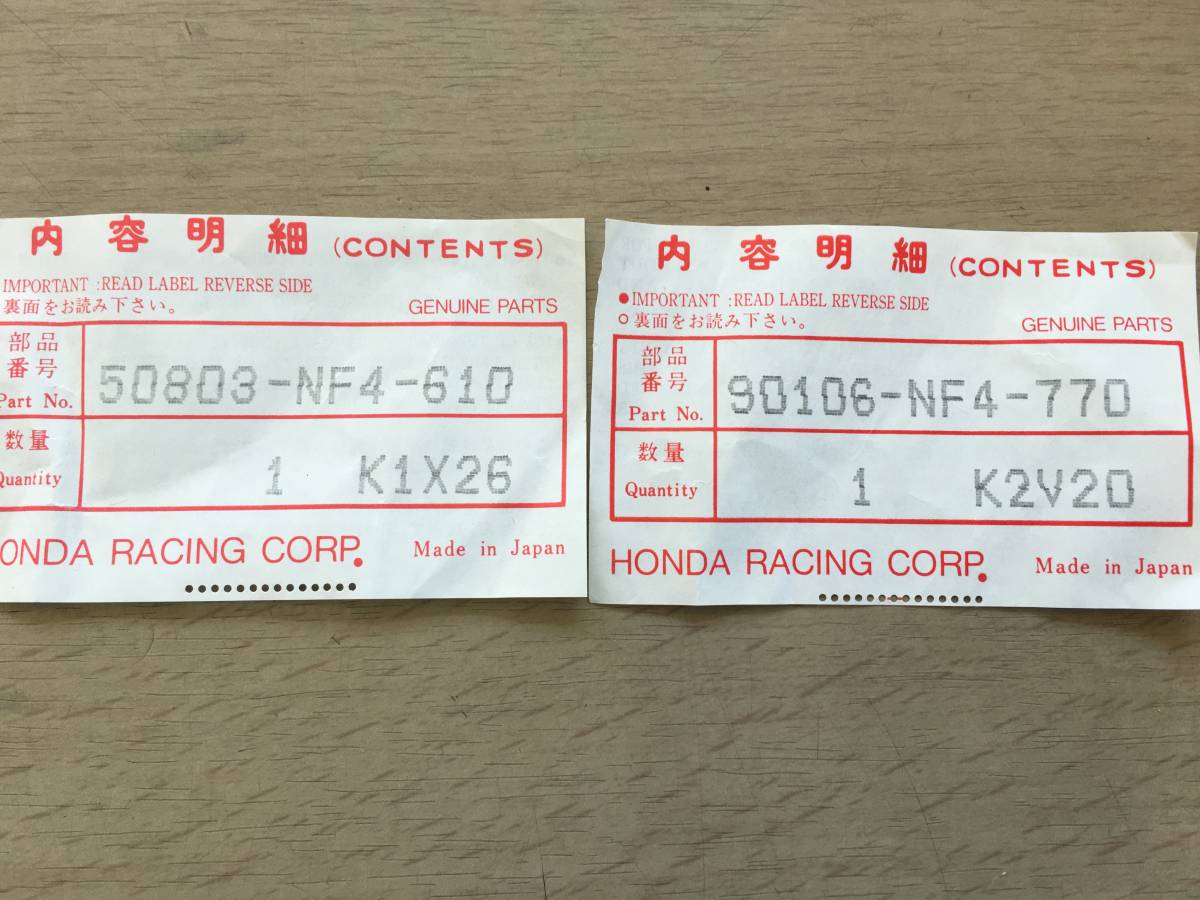 内容明細 (CONTENTS)
IMPORTANT :READ LABEL REVERSE SIDE
裏面をお読み下さい。
GENUINE PARTS
部品
番号
Part No.
50803-NF4-610
数量
Quantity
1 K1X26
ONDA RACING CORP.
Made in Japan
内容明細 (CONTENTS)
●IMPORTANT :READ LABEL REVERSE SIDE
○裏面をお読み下さい。
GENUINE PARTS
部品
番号
Part No.
90106-NF4-770
数量
Quantity
1 K2V20
HONDA RACING CORP.
Made in Japan